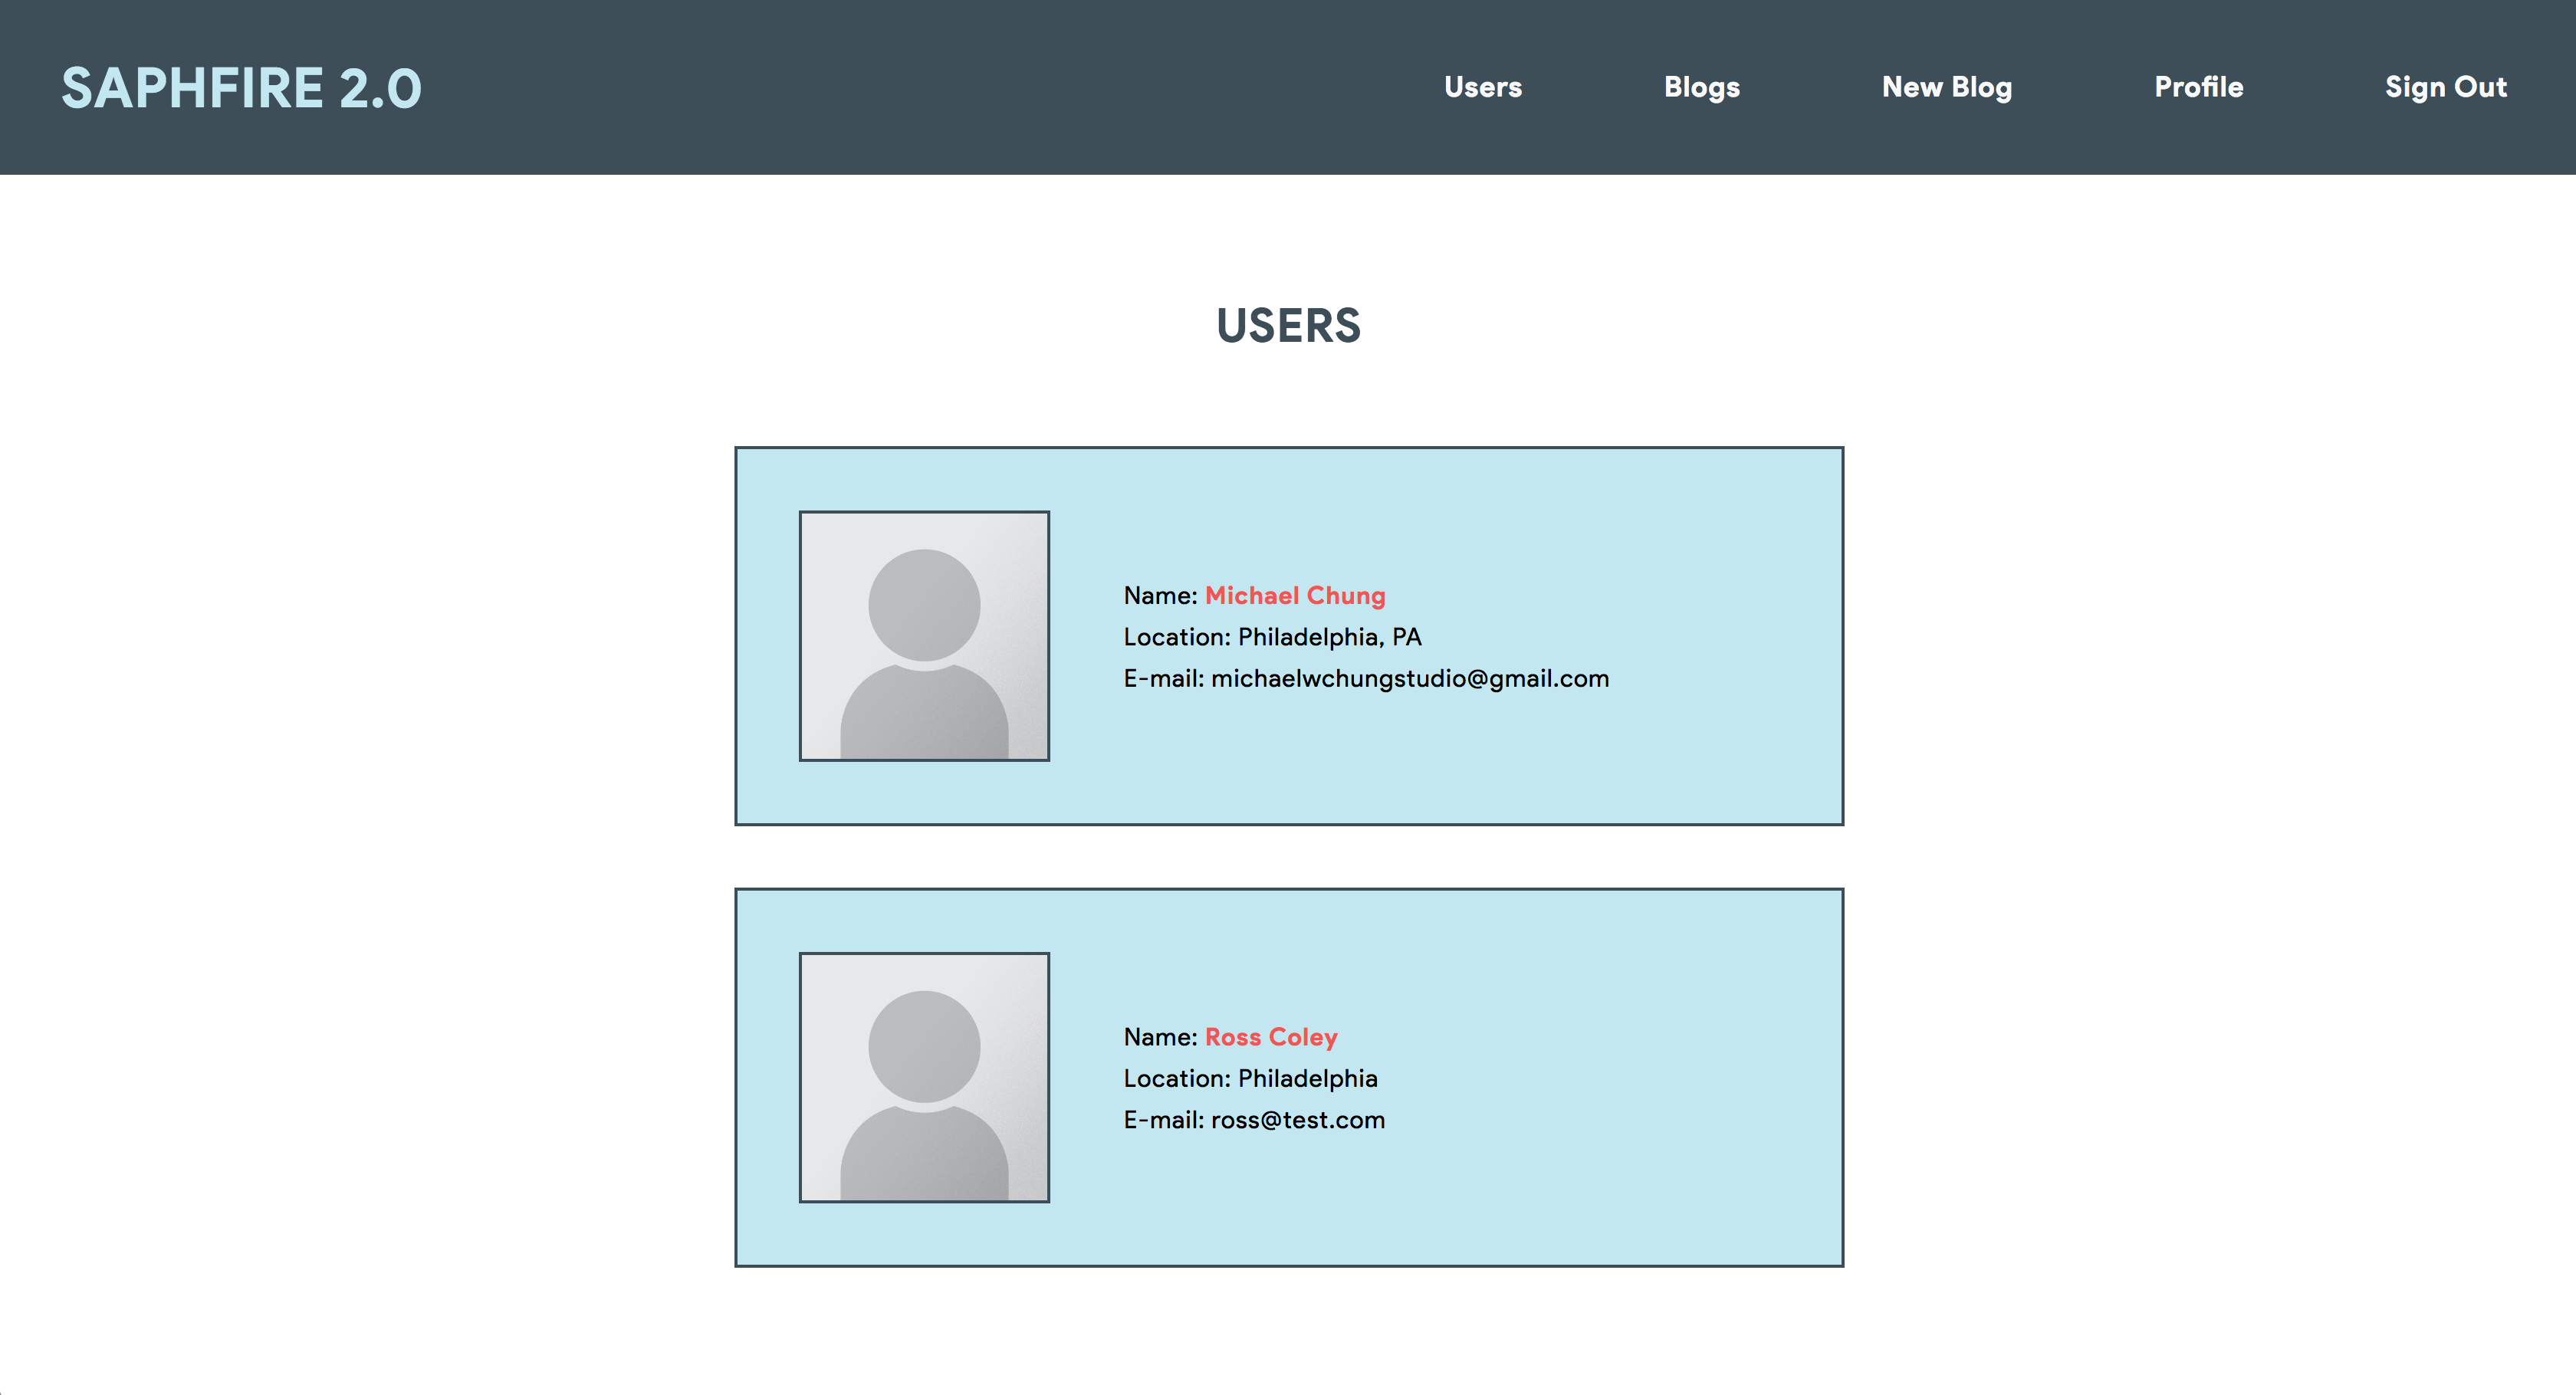 SAPHFIRE 2.0
Users
Blogs
New Blog
Profile
Sign Out
USERS
Name: Michael Chung
Location: Philadelphia, PA
E-mail: michaelwchungstudio@gmail.com
Name: Ross Coley
Location: Philadelphia
E-mail: ross@test.com